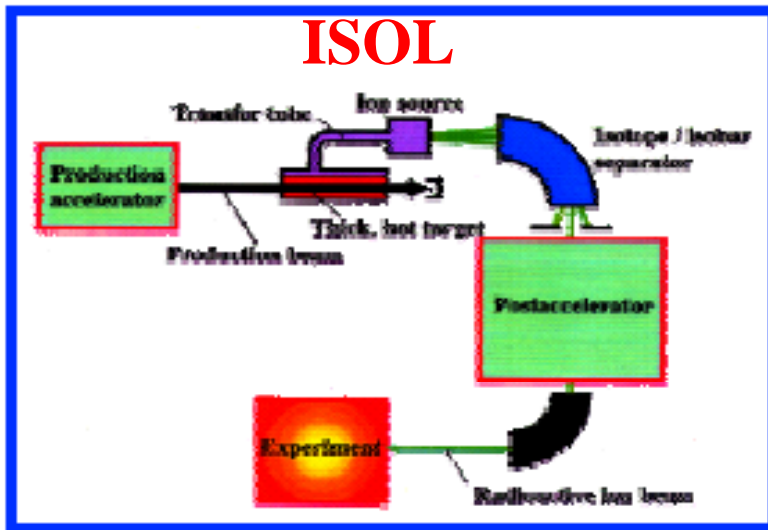 ISOL
Ion source
Transfer tube
Isotope / isobar
separator
Production
accelerator
Thick, hot target
Production beam
Postaccelerator
Experiment
Radioactive ion beam